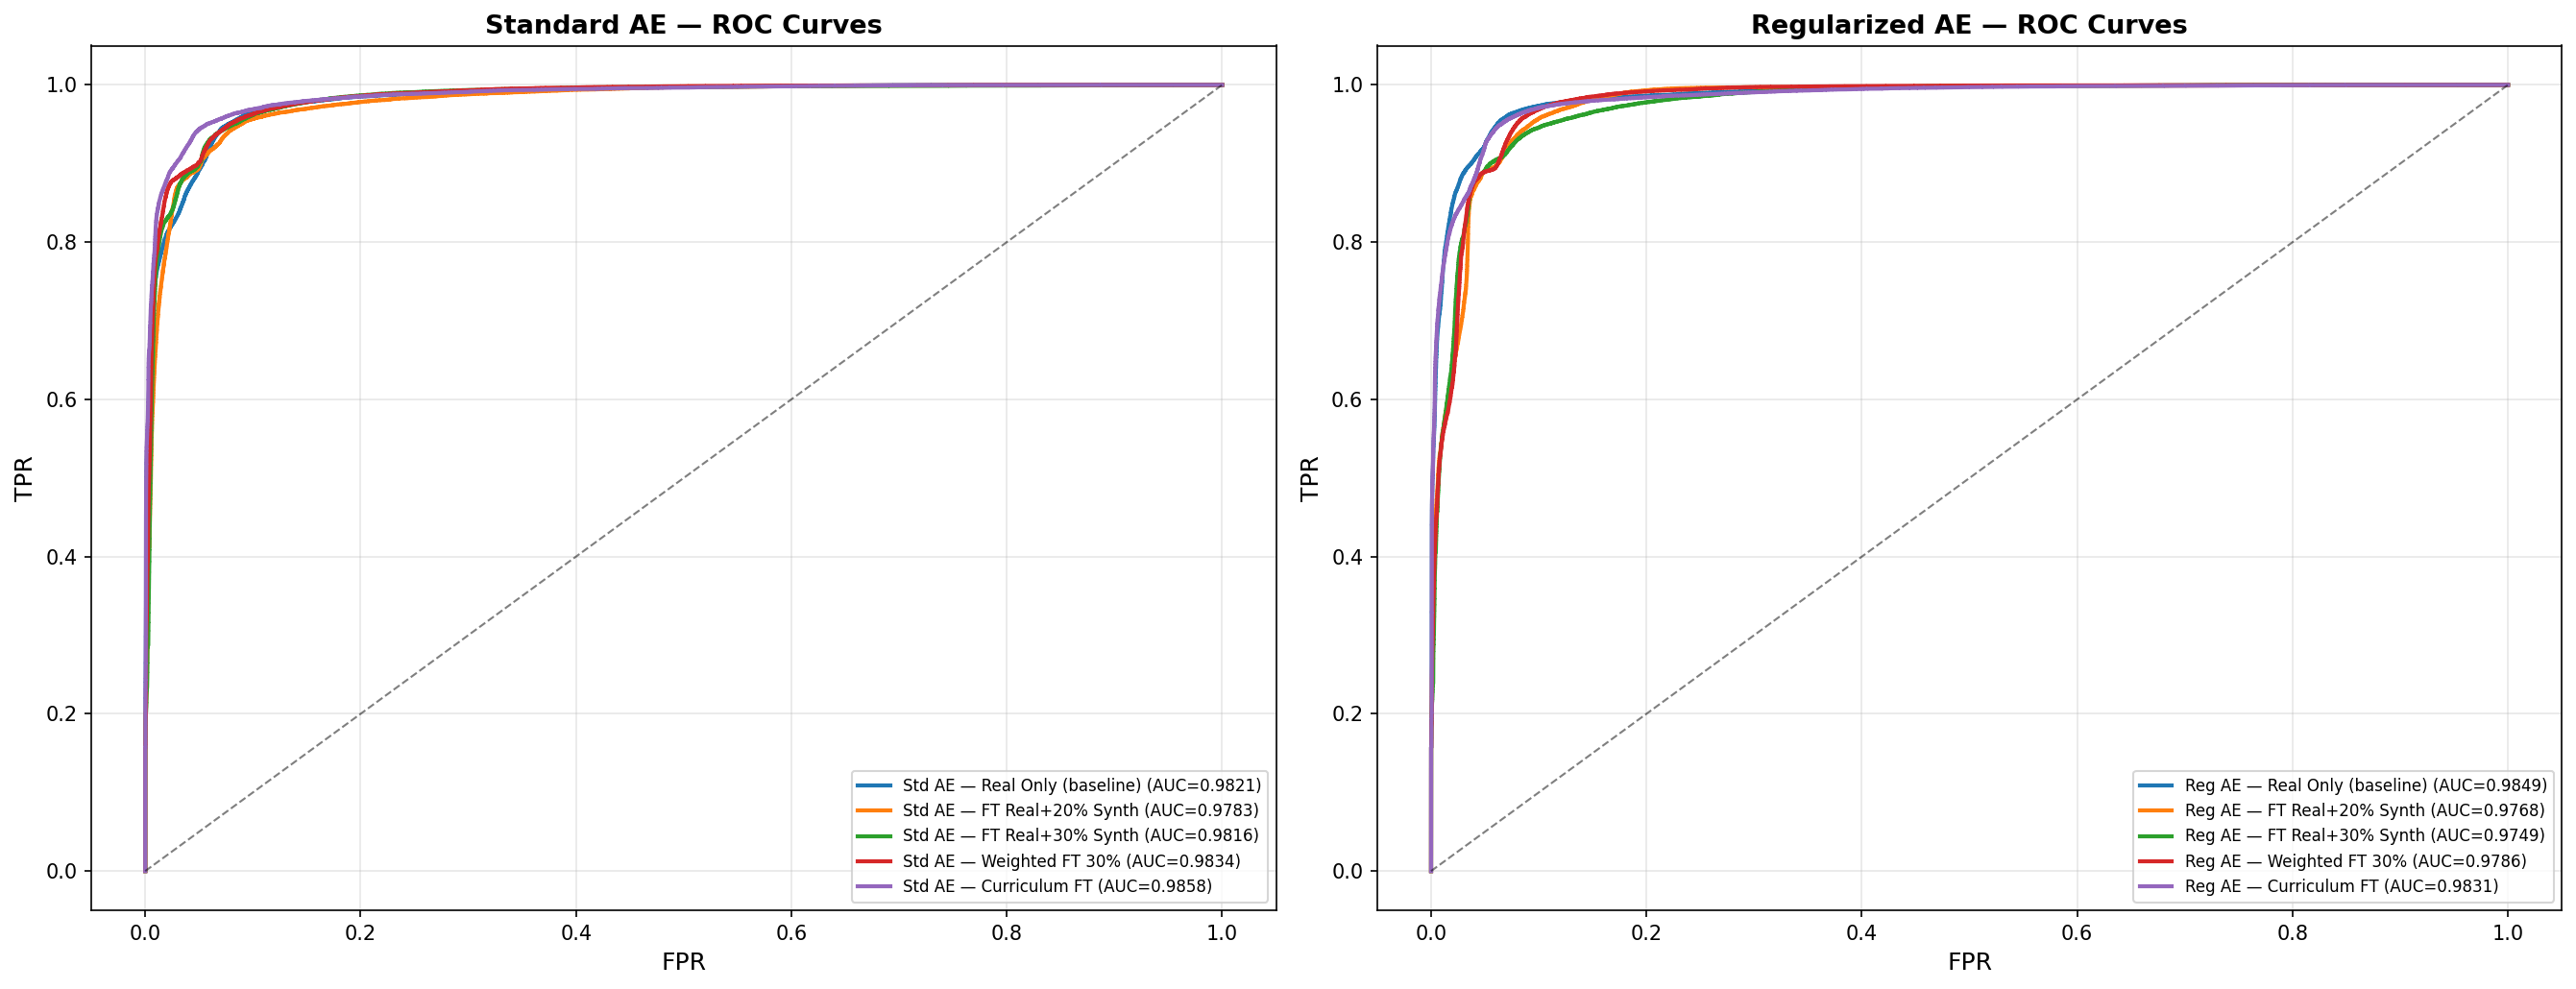 Standard AE — ROC Curves
TPR
1.0
0.8
0.6
0.4
0.2
0.0
Std AE — Real Only (baseline) (AUC=0.9821)
Std AE — FT Real+20% Synth (AUC=0.9783)
Std AE — FT Real+30% Synth (AUC=0.9816)
Std AE — Weighted FT 30% (AUC=0.9834)
Std AE — Curriculum FT (AUC=0.9858)
0.0 0.2 0.4 0.6 0.8 1.0
FPR
Regularized AE — ROC Curves
TPR
1.0
0.8
0.6
0.4
0.2
0.0
Reg AE — Real Only (baseline) (AUC=0.9849)
Reg AE — FT Real+20% Synth (AUC=0.9768)
Reg AE — FT Real+30% Synth (AUC=0.9749)
Reg AE — Weighted FT 30% (AUC=0.9786)
Reg AE — Curriculum FT (AUC=0.9831)
0.0 0.2 0.4 0.6 0.8 1.0
FPR